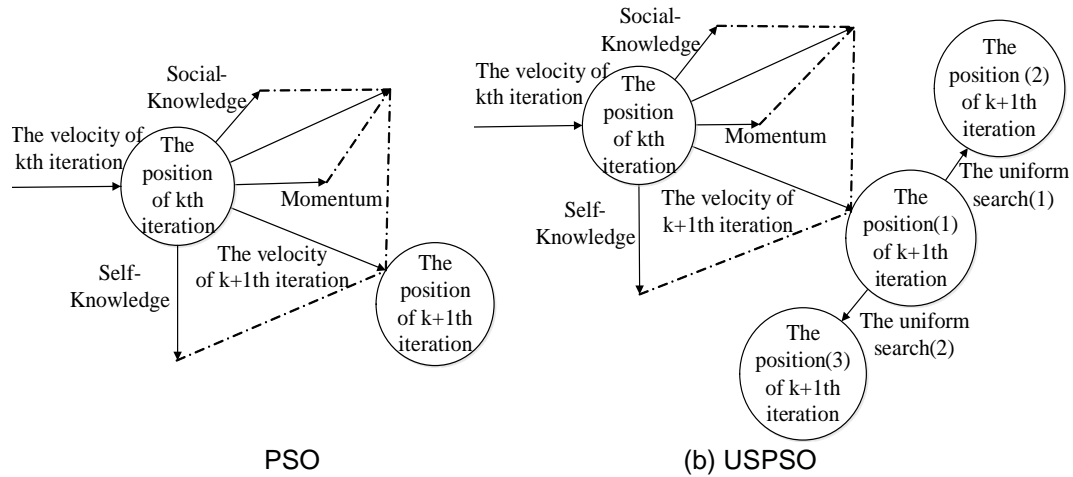 Social-
Knowledge
The velocity of
kth iteration
The
position
of kth
iteration
Momentum
Self-
Knowledge
The velocity
of k+1th iteration
The
position
of k+1th
iteration
PSO
Social-
Knowledge
The velocity of
kth iteration
The
position
of kth
iteration
Momentum
Self-
Knowledge
The velocity of
k+1th iteration
The
position (2)
of k+1th
iteration
The uniform
search(1)
The
position(1)
of k+1th
iteration
The uniform
search(2)
The
position(3)
of k+1th
iteration
(b) USPSO